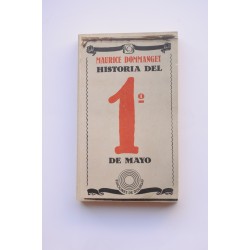 MAURICE DOMMANGET
HISTORIA DEL
1º
DE MAYO